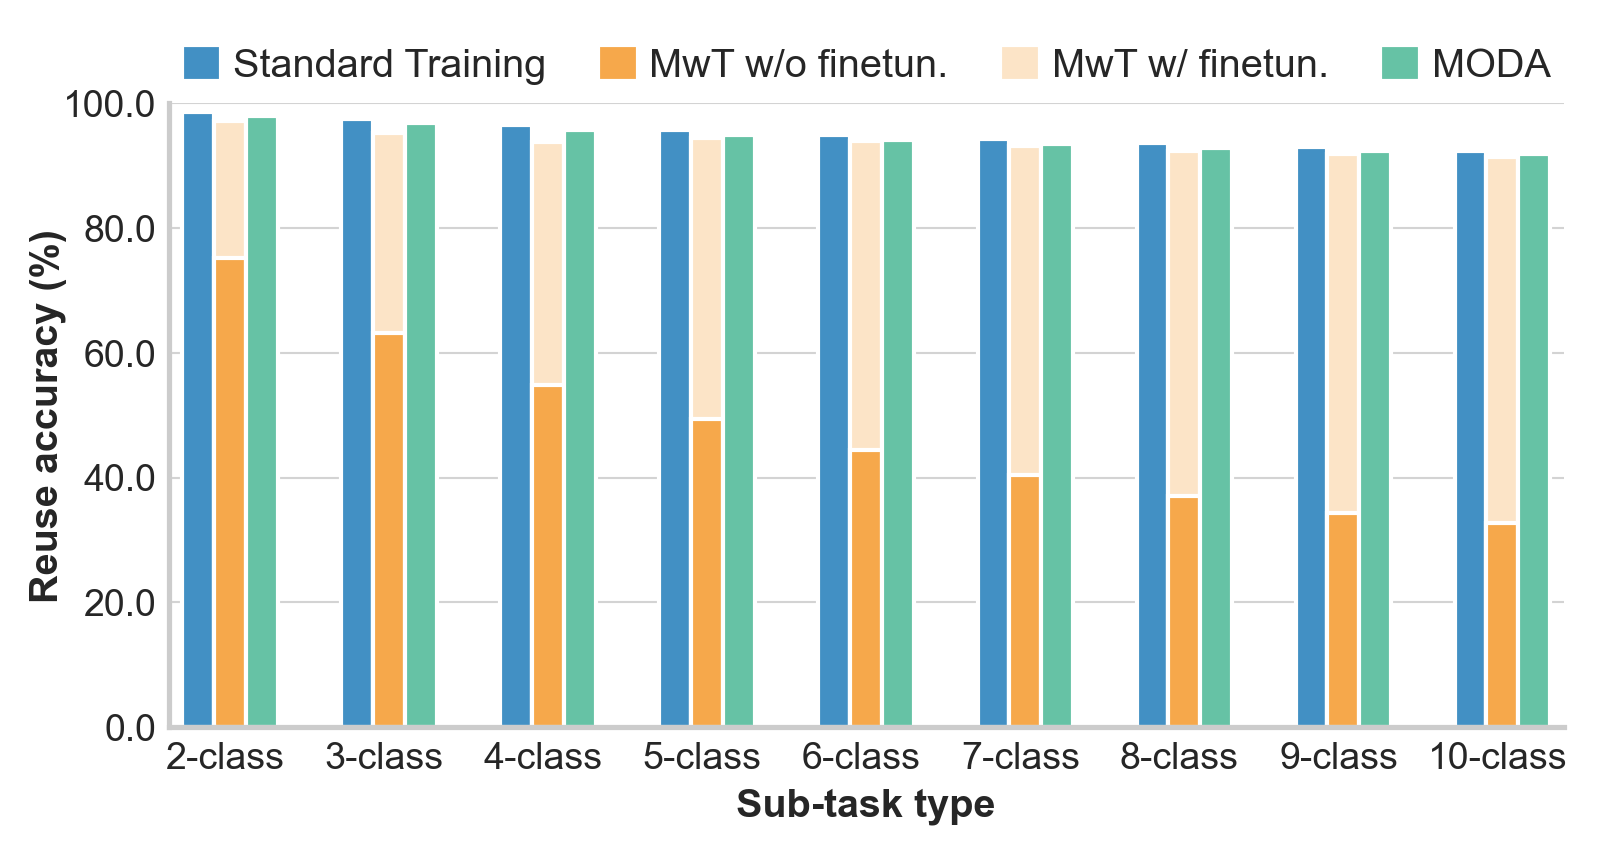 Standard Training MwT w/o finetun. MwT w/ finetun. MODA
100.0
80.0
60.0
40.0
20.0
0.0
Reuse accuracy (%)
2-class 3-class 4-class 5-class 6-class 7-class 8-class 9-class 10-class
Sub-task type